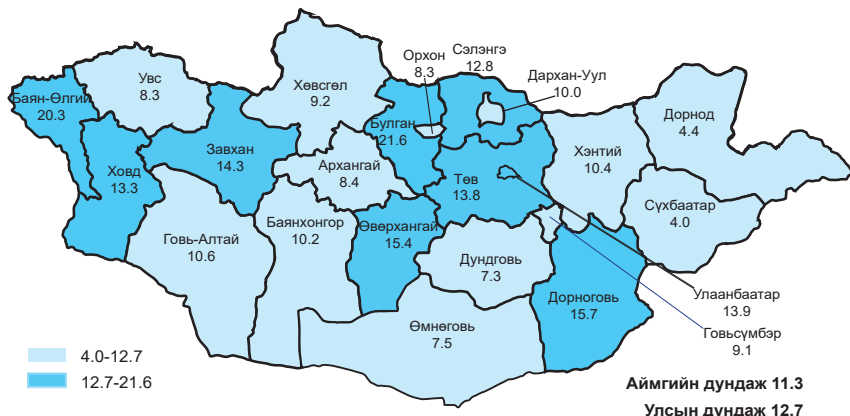 Орхон
8.3
Сэлэнгэ
12.8
Увс
8.3
Хөвсгөл
9.2
Дархан-Уул
10.0
Баян-Өлгий
20.3
Дорнод
4.4
Булган
21.6
Завхан
14.3
Хэнтий
10.4
Ховд
13.3
Архангай
8.4
Төв
13.8
Сүхбаатар
4.0
Баянхонгор
10.2
Өвөрхангай
15.4
Говь-Алтай
10.6
Дундговь
7.3
Дорноговь
15.7
Улаанбаатар
13.9
Өмнөговь
7.5
Говьсүмбэр
9.1
4.0-12.7
12.7-21.6
Аймгийн дундаж 11.3
Улсын дундаж 12.7